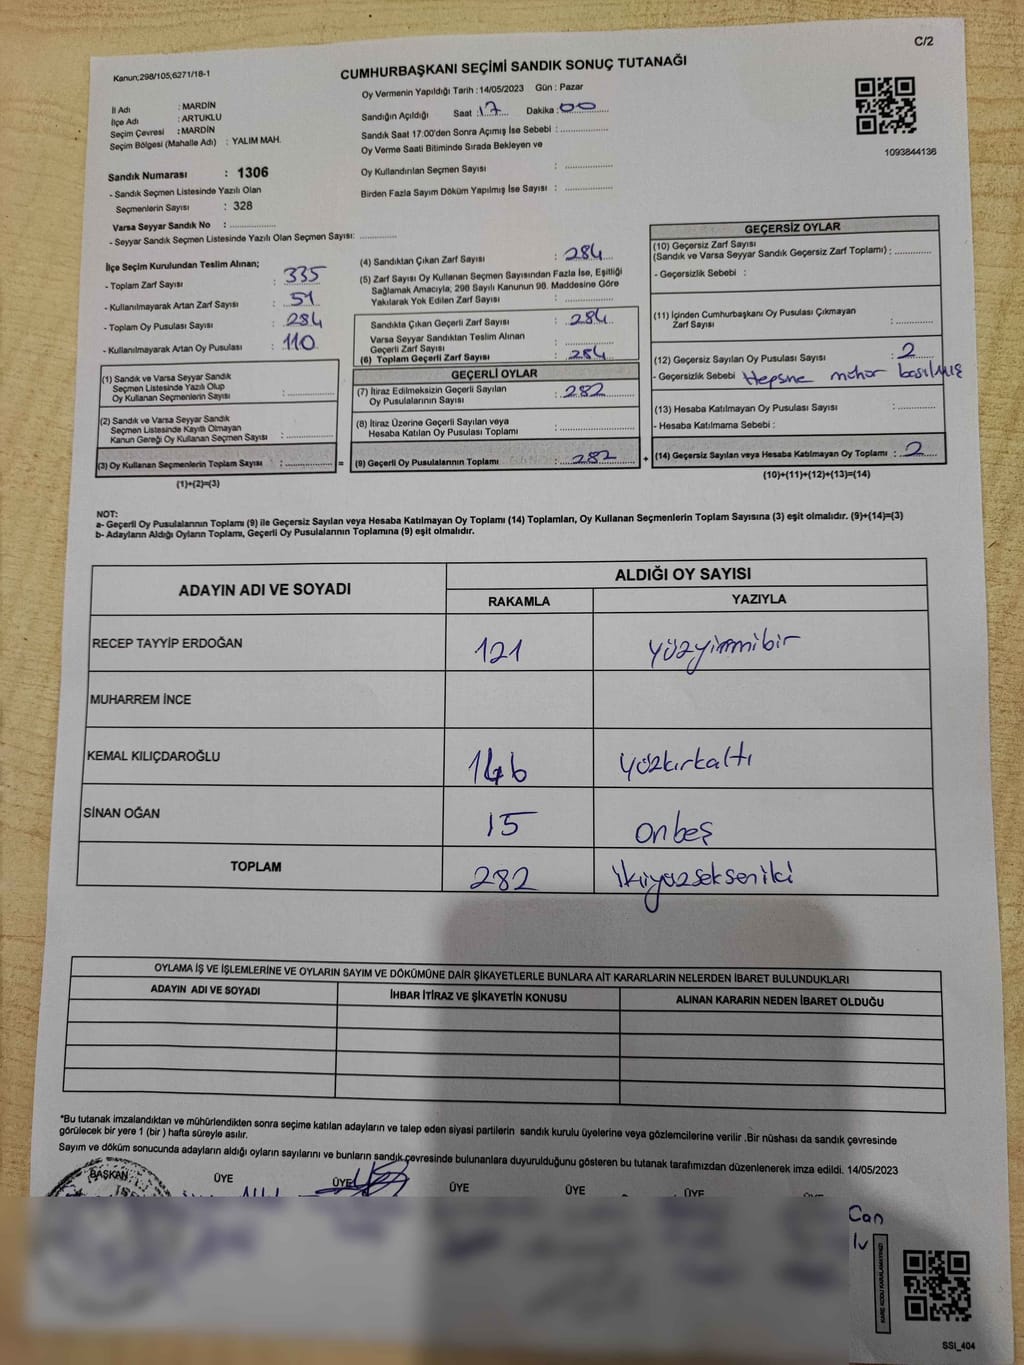 C/2
Kanun;298/105,6271/18-1
CUMHURBAŞKANI SEÇİMİ SANDIK SONUÇ TUTANAĞI
İl Adı : MARDİN
İlçe Adı : ARTUKLU
Seçim Çevresi : MARDİN
Seçim Bölgesi (Mahalle Adı) : YALIM MAH.
Sandık Numarası : 1306
- Sandık Seçmen Listesinde Yazılı Olan
Seçmenlerin Sayısı : 328
Varsa Seyyar Sandık No : ..............
- Seyyar Sandık Seçmen Listesinde Yazılı Olan Seçmen Sayısı: ............
Oy Vermenin Yapıldığı Tarih : 14/05/2023 Gün : Pazar
Sandığın Açıldığı Saat : 17 Dakika : 00
Sandık Saat 17:00'den Sonra Açımış İse Sebebi : ..............
Oy Verme Saati Bitiminde Sırada Bekleyen ve
Oy Kullandırılan Seçmen Sayısı : ..............
Birden Fazla Sayım Döküm Yapılmış İse Sayısı : ..............
1093844136
İlçe Seçim Kurulundan Teslim Alınan;
- Toplam Zarf Sayısı : 335
- Kullanılmayarak Artan Zarf Sayısı : 51
- Toplam Oy Pusulası Sayısı : 284
- Kullanılmayarak Artan Oy Pusulası : 110
(1) Sandık ve Varsa Seyyar Sandık
Seçmen Listesinde Yazılı Olup
Oy Kullanan Seçmenlerin Sayısı : ..............
(2) Sandık ve Varsa Seyyar Sandık
Seçmen Listesinde Kayıtlı Olmayan
Kanun Gereği Oy Kullanan Seçmen Sayısı : ..............
(3) Oy Kullanan Seçmenlerin Toplam Sayısı : ..............
(1)+(2)=(3)
(4) Sandıktan Çıkan Zarf Sayısı : 284
(5) Zarf Sayısı Oy Kullanan Seçmen Sayısından Fazla İse, Eşitliği
Sağlamak Amacıyla, 298 Sayılı Kanunun 98. Maddesine Göre
Yakılarak Yok Edilen Zarf Sayısı : ..............
Sandıkta Çıkan Geçerli Zarf Sayısı : 284
Varsa Seyyar Sandıktan Teslim Alınan
Geçerli Zarf Sayısı : ..............
(6) Toplam Geçerli Zarf Sayısı : 284
GEÇERLİ OYLAR
(7) İtiraz Edilmeksizin Geçerli Sayılan
Oy Pusulalarının Sayısı : 282
(8) İtiraz Üzerine Geçerli Sayılan veya
Hesaba Katılan Oy Pusulası Toplamı : ..............
= (9) Geçerli Oy Pusulalarının Toplamı : 282 +
GEÇERSİZ OYLAR
(10) Geçersiz Zarf Sayısı
(Sandık ve Varsa Seyyar Sandık Geçersiz Zarf Toplamı) : ..............
- Geçersizlik Sebebi :
(11) İçinden Cumhurbaşkanı Oy Pusulası Çıkmayan
Zarf Sayısı : ..............
(12) Geçersiz Sayılan Oy Pusulası Sayısı : 2
- Geçersizlik Sebebi Hepsine mühür basılmış
(13) Hesaba Katılmayan Oy Pusulası Sayısı : ..............
- Hesaba Katılmama Sebebi :
(14) Geçersiz Sayılan veya Hesaba Katılmayan Oy Toplamı : 2
(10)+(11)+(12)+(13)=(14)
NOT:
a- Geçerli Oy Pusulalarının Toplamı (9) ile Geçersiz Sayılan veya Hesaba Katılmayan Oy Toplamı (14) Toplamları, Oy Kullanan Seçmenlerin Toplam Sayısına (3) eşit olmalıdır. (9)+(14)=(3)
b- Adayların Aldığı Oyların Toplamı, Geçerli Oy Pusulalarının Toplamına (9) eşit olmalıdır.
ADAYIN ADI VE SOYADI ALDIĞI OY SAYISI
RAKAMLA YAZIYLA
RECEP TAYYİP ERDOĞAN 121 yüzyirmibir
MUHARREM İNCE
KEMAL KILIÇDAROĞLU 146 yüzkırkaltı
SİNAN OĞAN 15 onbeş
TOPLAM 282 ikiyüzsekseniki
OYLAMA İŞ VE İŞLEMLERİNE VE OYLARIN SAYIM VE DÖKÜMÜNE DAİR ŞİKAYETLERLE BUNLARA AİT KARARLARIN NELERDEN İBARET BULUNDUKLARI
ADAYIN ADI VE SOYADI İHBAR İTİRAZ VE ŞİKAYETİN KONUSU ALINAN KARARIN NEDEN İBARET OLDUĞU
*Bu tutanak imzalandıktan ve mühürlendikten sonra seçime katılan adayların ve talep eden siyasi partilerin sandık kurulu üyelerine veya gözlemcilerine verilir .Bir nüshası da sandık çevresinde
görülecek bir yere 1 (bir ) hafta süreyle asılır.
Sayım ve döküm sonucunda adayların aldığı oyların sayılarını ve bunların sandık çevresinde bulunanlara duyurulduğunu gösteren bu tutanak tarafımızdan düzenlenerek imza edildi. 14/05/2023
BAŞKAN ÜYE ÜYE ÜYE ÜYE ÜYE
Can
KARE KODU KARALAMAYINIZ!
SSI_404